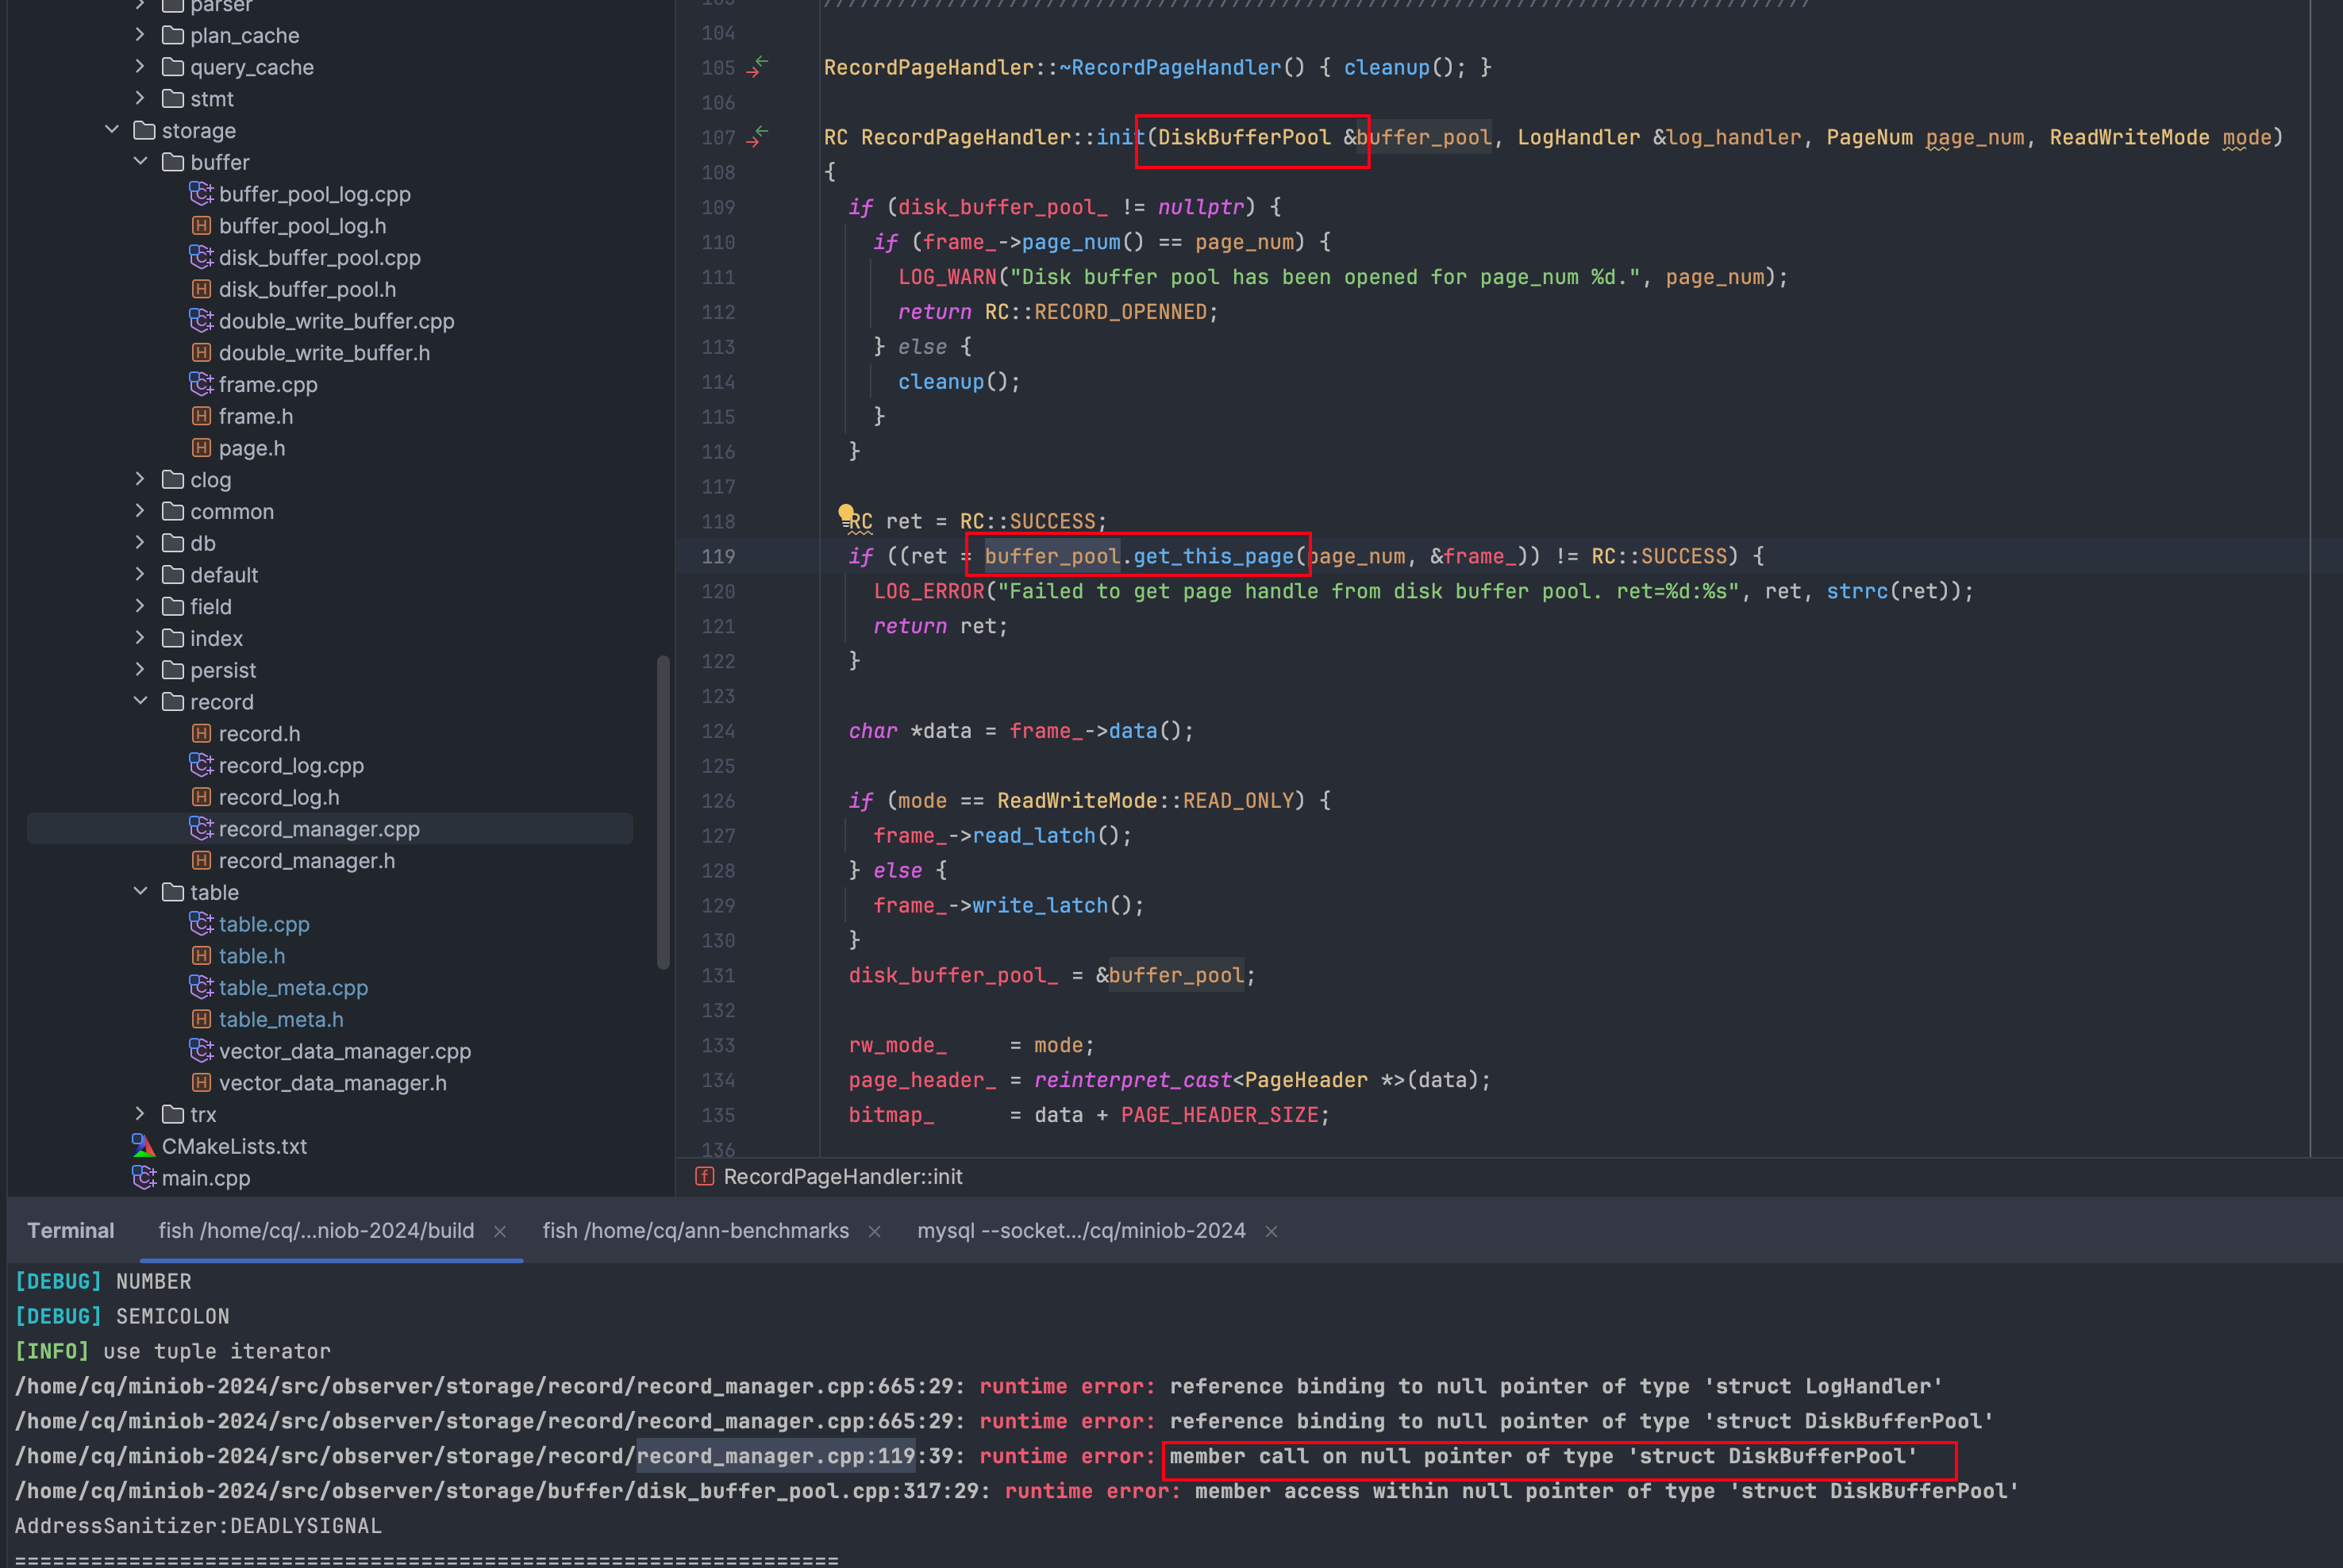 parser
plan_cache
query_cache
stmt
storage
buffer
buffer_pool_log.cpp
buffer_pool_log.h
disk_buffer_pool.cpp
disk_buffer_pool.h
double_write_buffer.cpp
double_write_buffer.h
frame.cpp
frame.h
page.h
clog
common
db
default
field
index
persist
record
record.h
record_log.cpp
record_log.h
record_manager.cpp
record_manager.h
table
table.cpp
table.h
table_meta.cpp
table_meta.h
vector_data_manager.cpp
vector_data_manager.h
trx
CMakeLists.txt
main.cpp
104
105 RecordPageHandler::~RecordPageHandler() { cleanup(); }
106
107 RC RecordPageHandler::init(DiskBufferPool &buffer_pool, LogHandler &log_handler, PageNum page_num, ReadWriteMode mode)
108 {
109 if (disk_buffer_pool_ != nullptr) {
110 if (frame_->page_num() == page_num) {
111 LOG_WARN("Disk buffer pool has been opened for page_num %d.", page_num);
112 return RC::RECORD_OPENNED;
113 } else {
114 cleanup();
115 }
116 }
117
118 RC ret = RC::SUCCESS;
119 if ((ret = buffer_pool.get_this_page(page_num, &frame_)) != RC::SUCCESS) {
120 LOG_ERROR("Failed to get page handle from disk buffer pool. ret=%d:%s", ret, strrc(ret));
121 return ret;
122 }
123
124 char *data = frame_->data();
125
126 if (mode == ReadWriteMode::READ_ONLY) {
127 frame_->read_latch();
128 } else {
129 frame_->write_latch();
130 }
131 disk_buffer_pool_ = &buffer_pool;
132
133 rw_mode_ = mode;
134 page_header_ = reinterpret_cast<PageHeader *>(data);
135 bitmap_ = data + PAGE_HEADER_SIZE;
136
f RecordPageHandler::init
Terminal fish /home/cq/...niob-2024/build × fish /home/cq/ann-benchmarks × mysql --socket.../cq/miniob-2024 ×
[DEBUG] NUMBER
[DEBUG] SEMICOLON
[INFO] use tuple iterator
/home/cq/miniob-2024/src/observer/storage/record/record_manager.cpp:665:29: runtime error: reference binding to null pointer of type 'struct LogHandler'
/home/cq/miniob-2024/src/observer/storage/record/record_manager.cpp:665:29: runtime error: reference binding to null pointer of type 'struct DiskBufferPool'
/home/cq/miniob-2024/src/observer/storage/record/record_manager.cpp:119:39: runtime error: member call on null pointer of type 'struct DiskBufferPool'
/home/cq/miniob-2024/src/observer/storage/buffer/disk_buffer_pool.cpp:317:29: runtime error: member access within null pointer of type 'struct DiskBufferPool'
AddressSanitizer:DEADLYSIGNAL
=================================================================